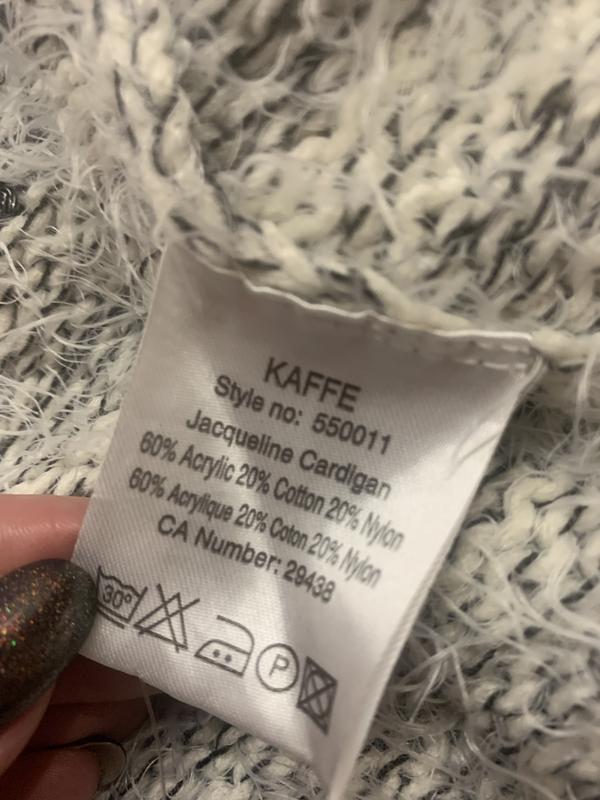 KAFFE
Style no: 550011
Jacqueline Cardigan
60% Acrylic 20% Cotton 20% Nylon
60% Acrylique 20% Coton 20% Nylon
CA Number: 29438
30° P